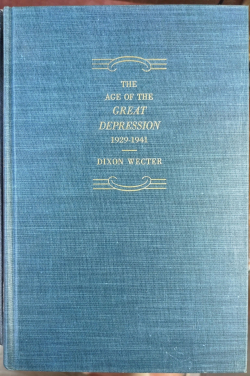 THE
AGE OF THE
GREAT
DEPRESSION
1929-1941
DIXON WECTER